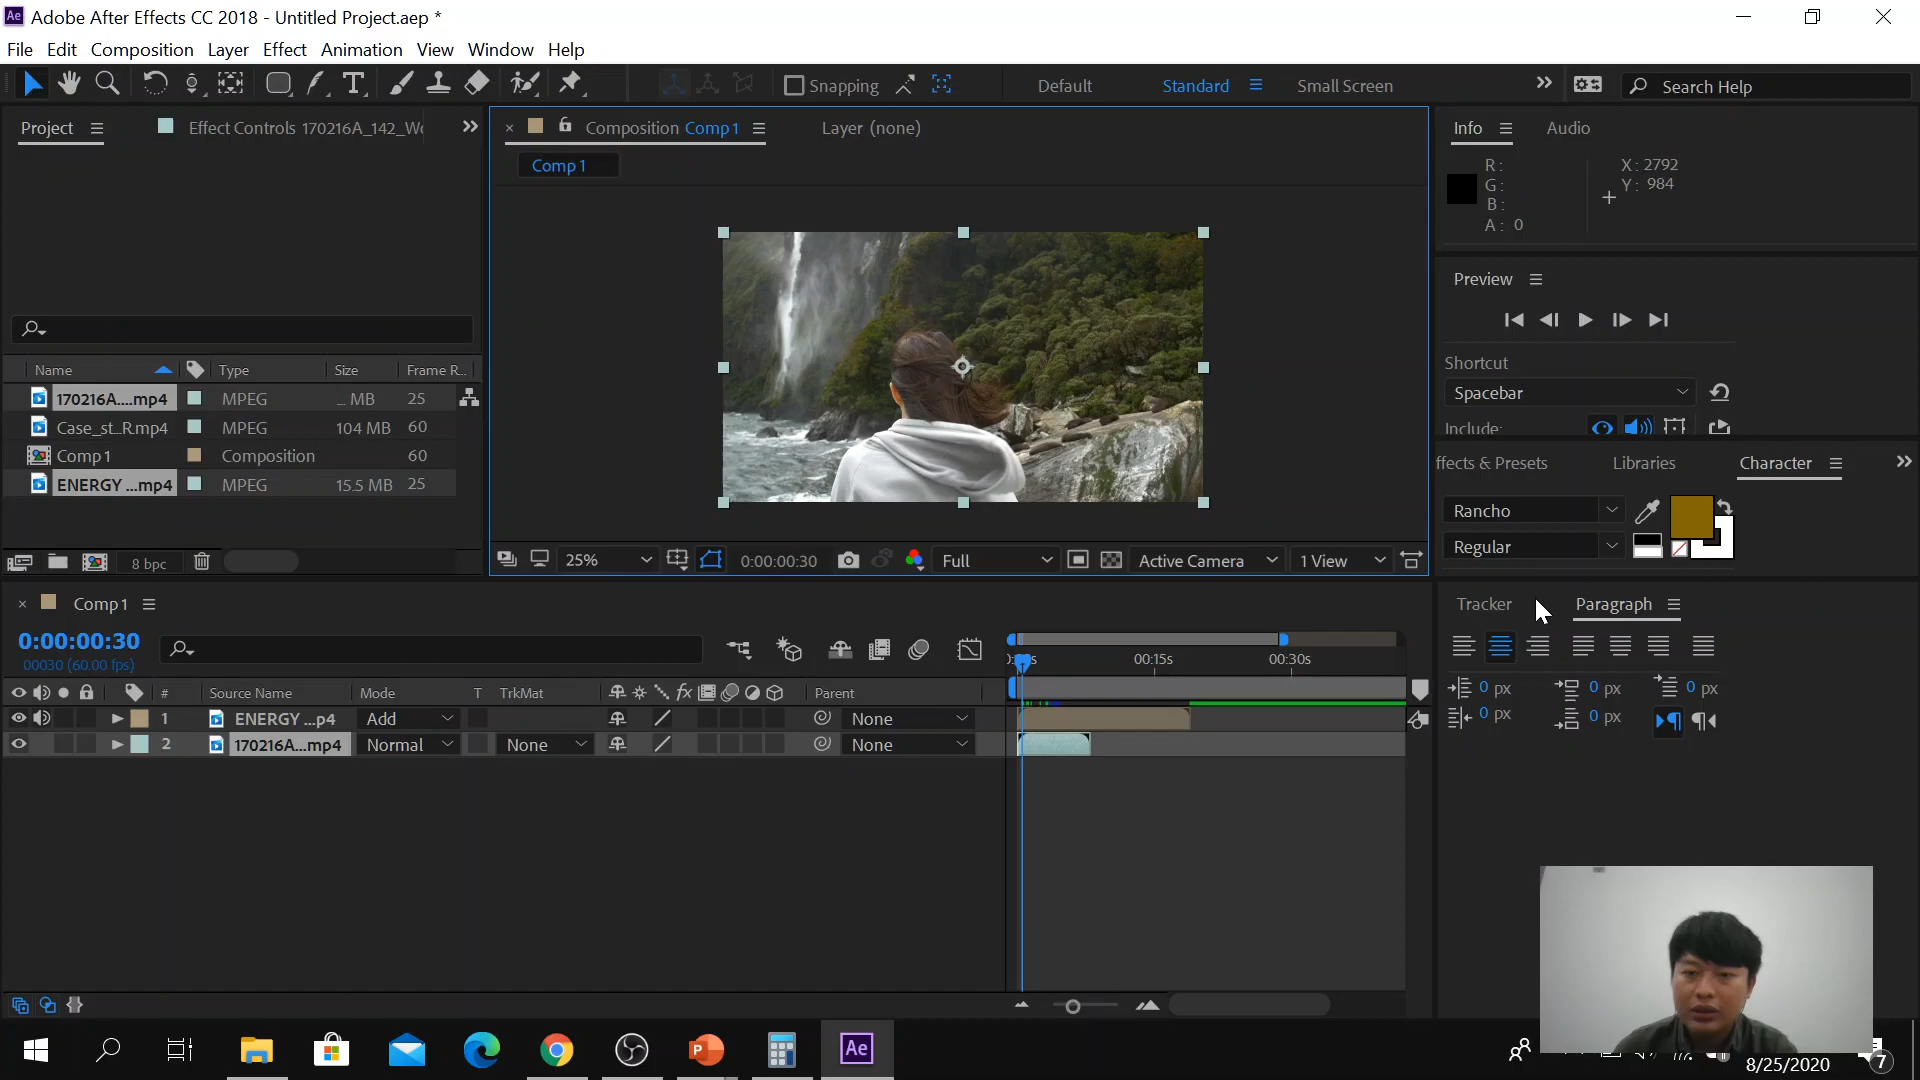 Ae Adobe After Effects CC 2018 - Untitled Project.aep *
File Edit Composition Layer Effect Animation View Window Help
T Snapping Default Standard Small Screen Search Help
Project Effect Controls 170216A_142_Wo
Composition Comp 1 Layer (none)
Comp 1
Info Audio
R:
G:
B:
A: 0
X: 2792
Y: 984
Preview
Shortcut
Spacebar
Include:
Name Type Size Frame R...
170216A....mp4 MPEG ... MB 25
Case_st...R.mp4 MPEG 104 MB 60
Comp 1 Composition 60
ENERGY ...mp4 MPEG 15.5 MB 25
8 bpc
25% 0:00:00:30 Full Active Camera 1 View
ffects & Presets Libraries Character
Rancho
Regular
Comp 1
0:00:00:30
00030 (60.00 fps)
00:15s 00:30s
# Source Name Mode T TrkMat fx Parent
1 ENERGY ...p4 Add None
2 170216A...mp4 Normal None None
Tracker Paragraph
0 px 0 px 0 px
0 px 0 px
Ae
8/25/2020 7